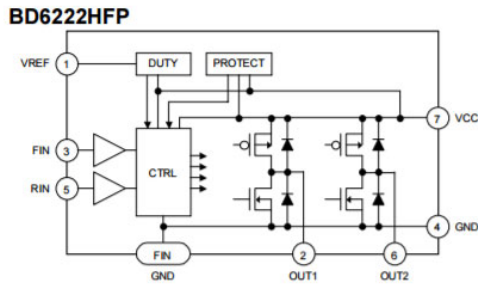 BD6222HFP
VREF 1 DUTY PROTECT
7 VCC
FIN 3
CTRL
RIN 5
4 GND
FIN 2 6
GND OUT1 OUT2